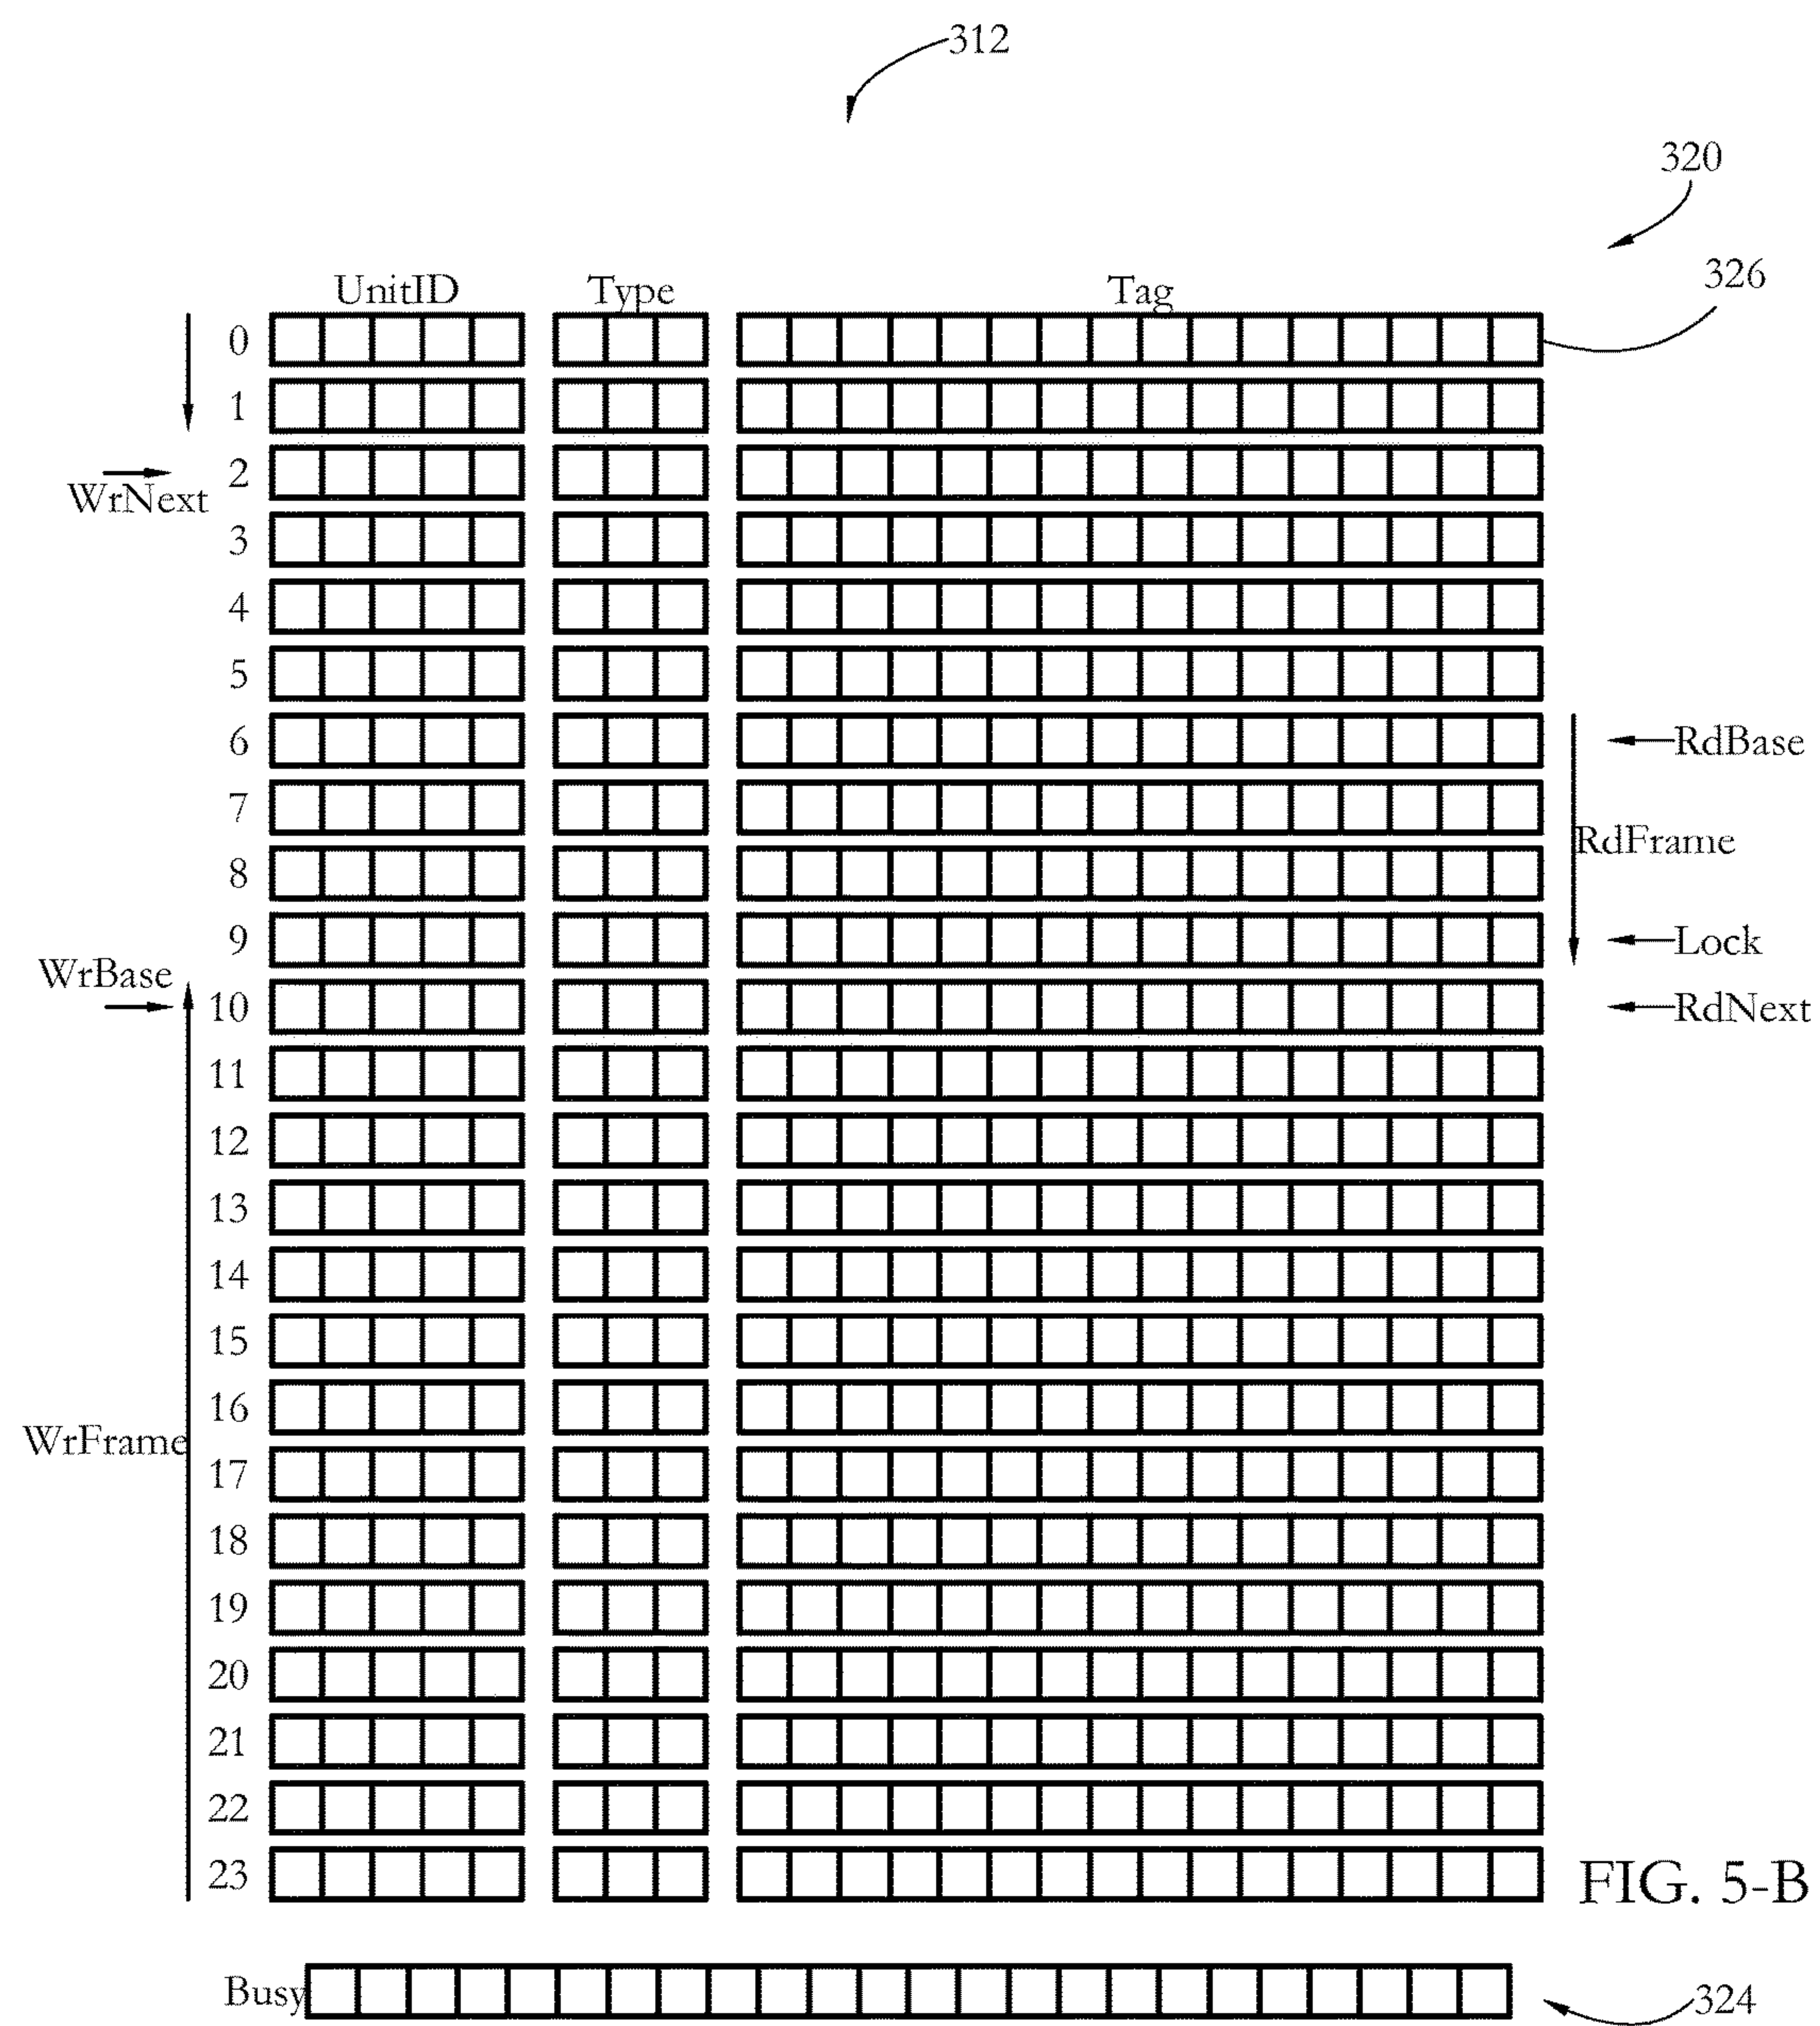 312
320
326
UnitID Type Tag
0
1
2
WrNext
3
4
5
6 RdBase
7
RdFrame
8
9 Lock
WrBase
10 RdNext
11
12
13
14
15
16
WrFrame
17
18
19
20
21
22
23
FIG. 5-B
Busy
324